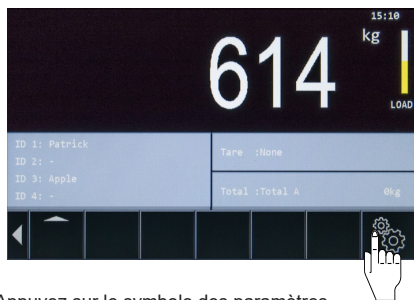 15:10
614 kg
LOAD
ID 1: Patrick
ID 2: -
ID 3: Apple
ID 4: -
Tare :None
Total :Total A 0kg
Appuyez sur le symbole des paramètres